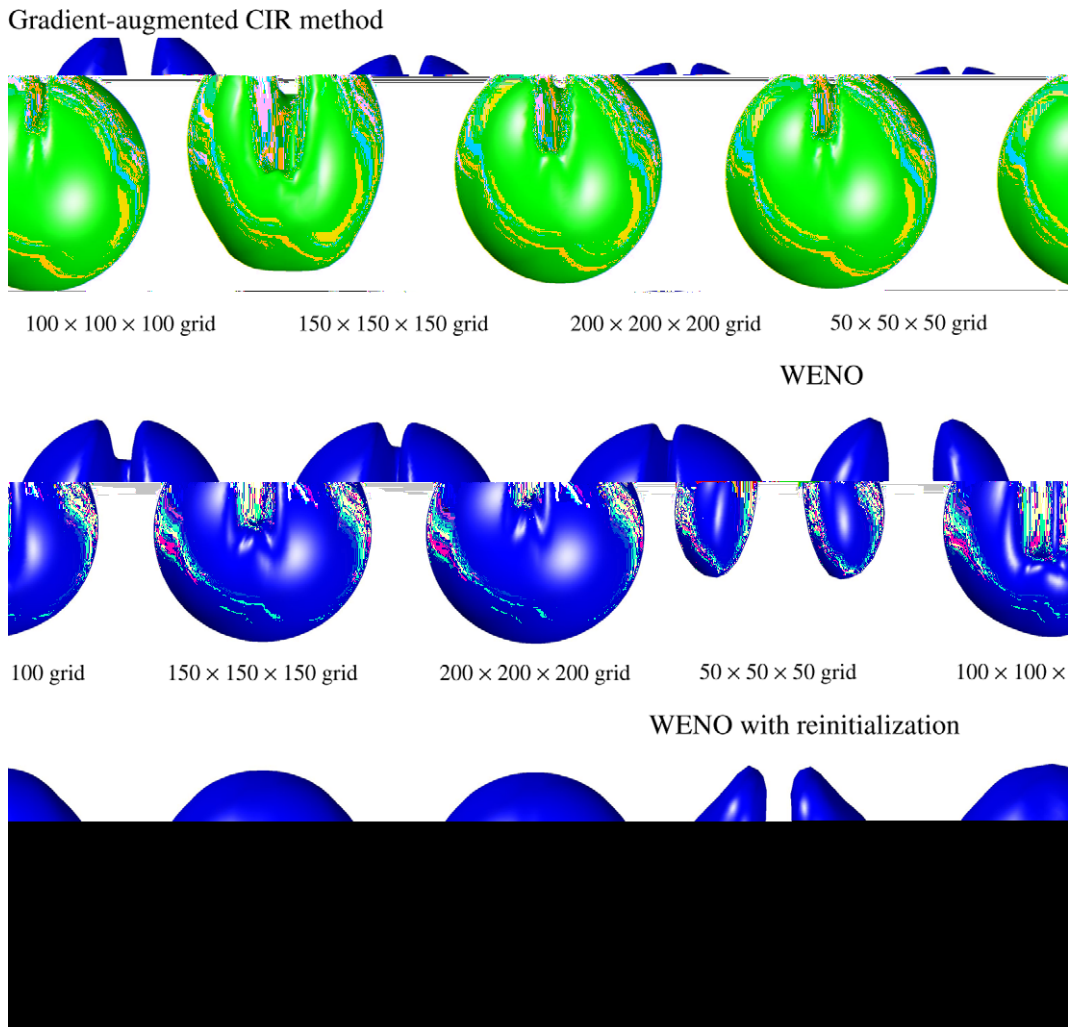 Gradient-augmented CIR method
100 × 100 × 100 grid 150 × 150 × 150 grid 200 × 200 × 200 grid 50 × 50 × 50 grid
WENO
100 grid 150 × 150 × 150 grid 200 × 200 × 200 grid 50 × 50 × 50 grid 100 × 100 ×
WENO with reinitialization